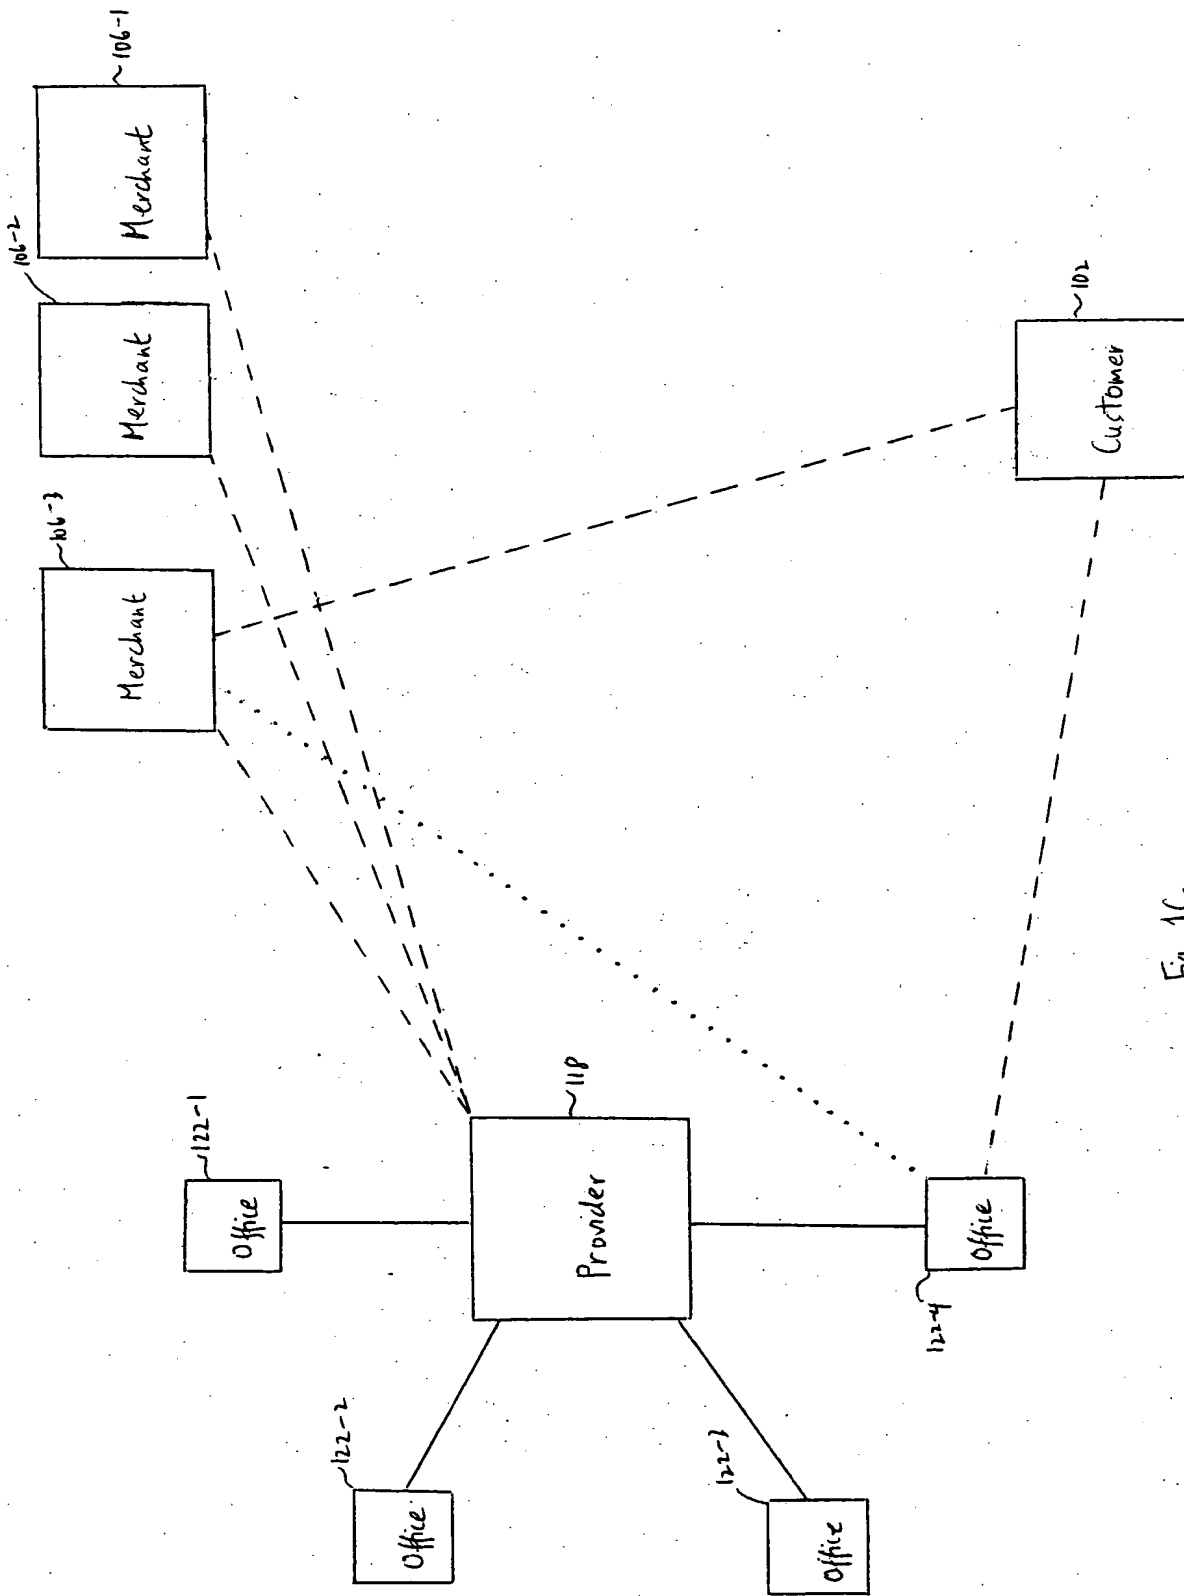 106-1
Merchant
106-2
Merchant
106-3
Merchant
122-1
Office
122-2
Office
118
Provider
122-3
Office
122-4
Office
102
Customer
Fig.